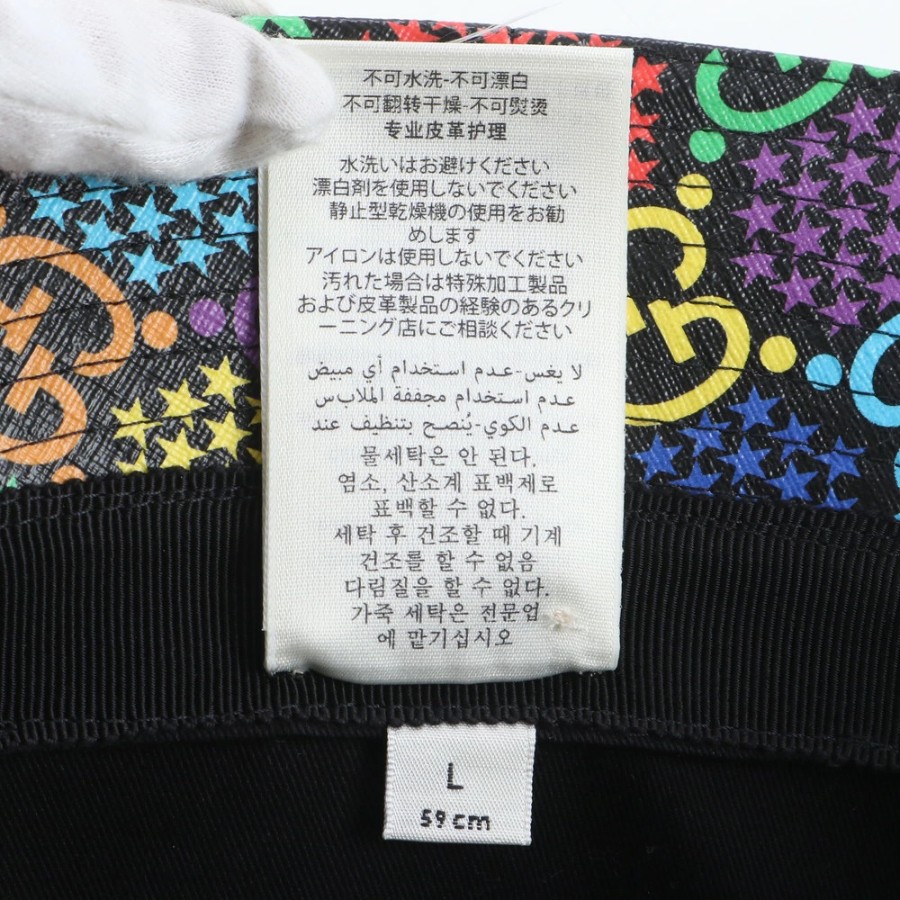 不可水洗-不可漂白
不可翻转干燥-不可熨烫
专业皮革护理
水洗いはお避けください
漂白剤を使用しないでください
静止型乾燥機の使用をお勧
めします
アイロンは使用しないでください
汚れた場合は特殊加工製品
および皮革製品の経験のあるクリ
ーニング店にご相談ください
لا يغس-عدم استخدام أي مبيض
عدم استخدام مجففة الملابس
عدم الكوي-يُنصح بتنظيف عند
물세탁은 안 된다.
염소, 산소계 표백제로
표백할 수 없다.
세탁 후 건조할 때 기계
건조를 할 수 없음
다림질을 할 수 없다.
가죽 세탁은 전문업
에 맡기십시오
L
59 cm